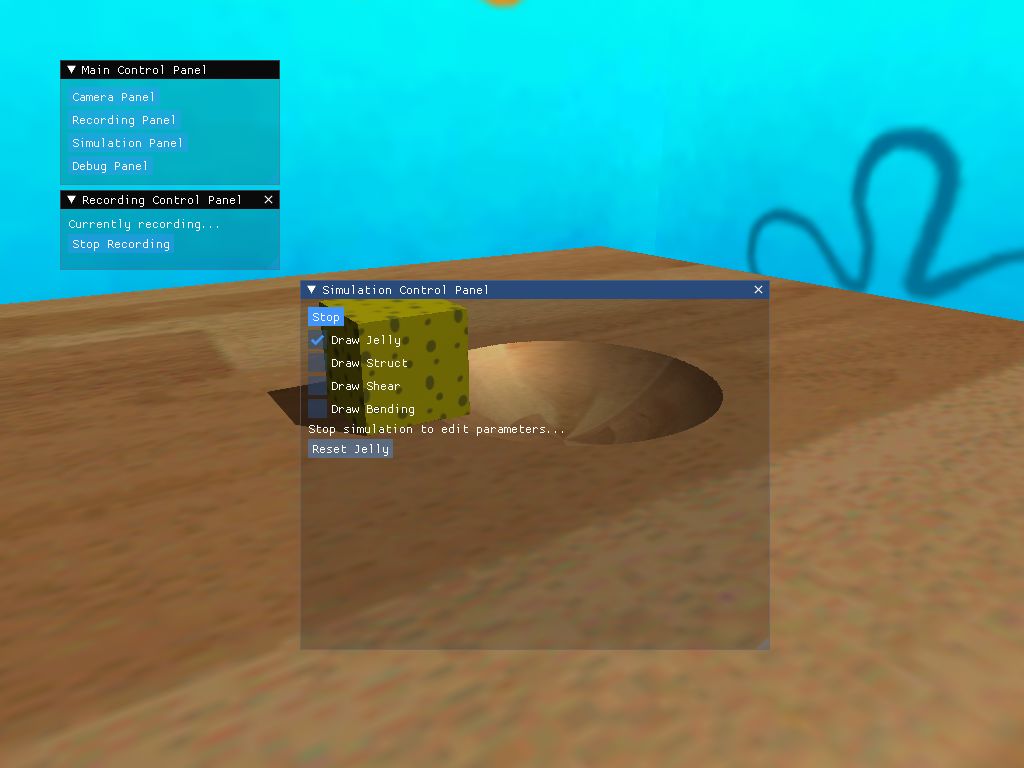 Main Control Panel
Camera Panel
Recording Panel
Simulation Panel
Debug Panel
Recording Control Panel
Currently recording...
Stop Recording
Simulation Control Panel
Stop
Draw Jelly
Draw Struct
Draw Shear
Draw Bending
Stop simulation to edit parameters...
Reset Jelly